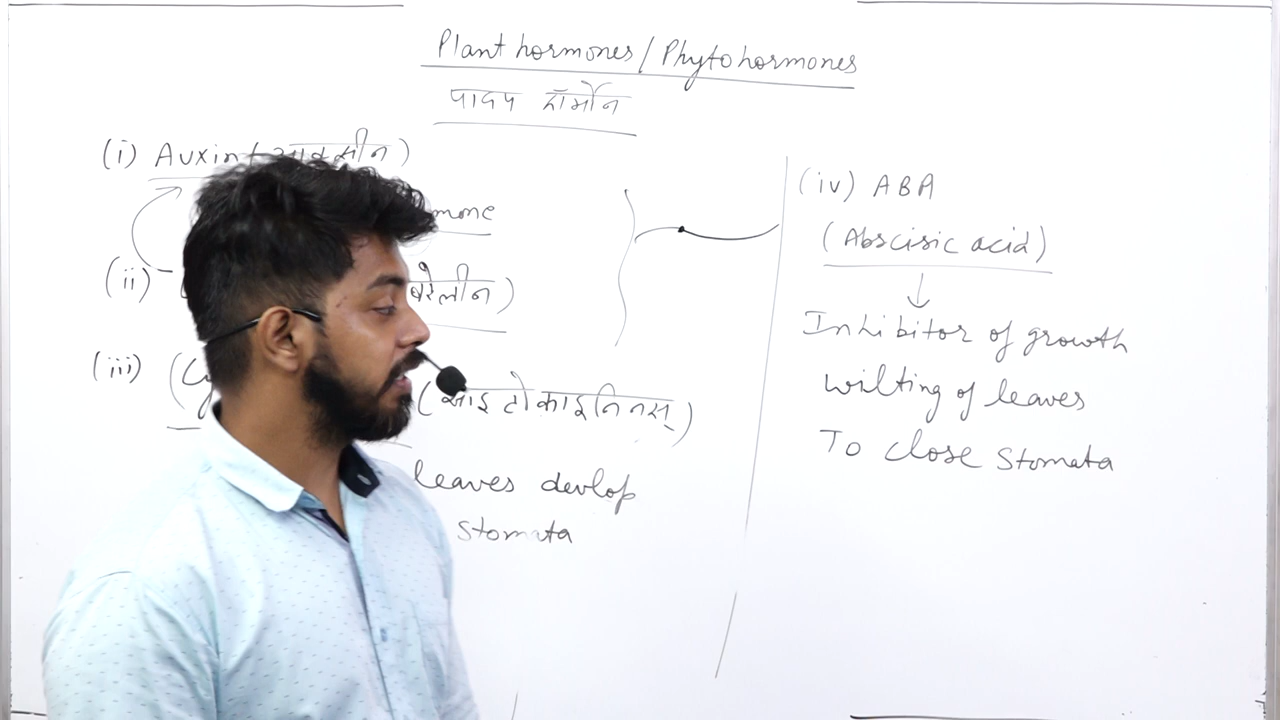 Plant hormones / Phytohormones
पादप हॉर्मोन
(i) Auxin
(ii)
(iii)
(साइटोकाइनिनस)
leaves devlop
stomata
(iv) ABA
(Abscisic acid)
Inhibitor of growth
wilting of leaves
To close stomata